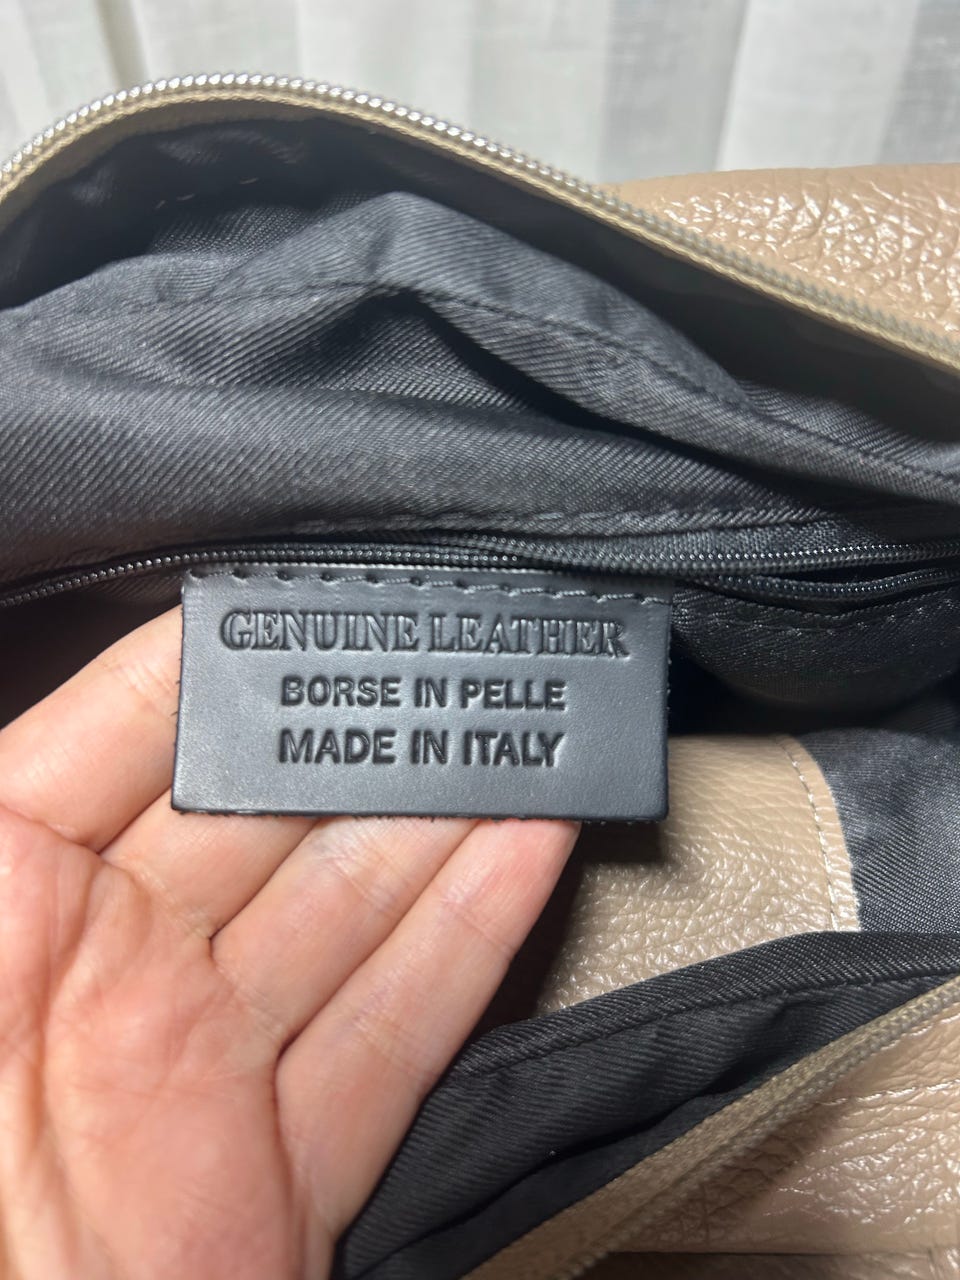 GENUINE LEATHER
BORSE IN PELLE
MADE IN ITALY